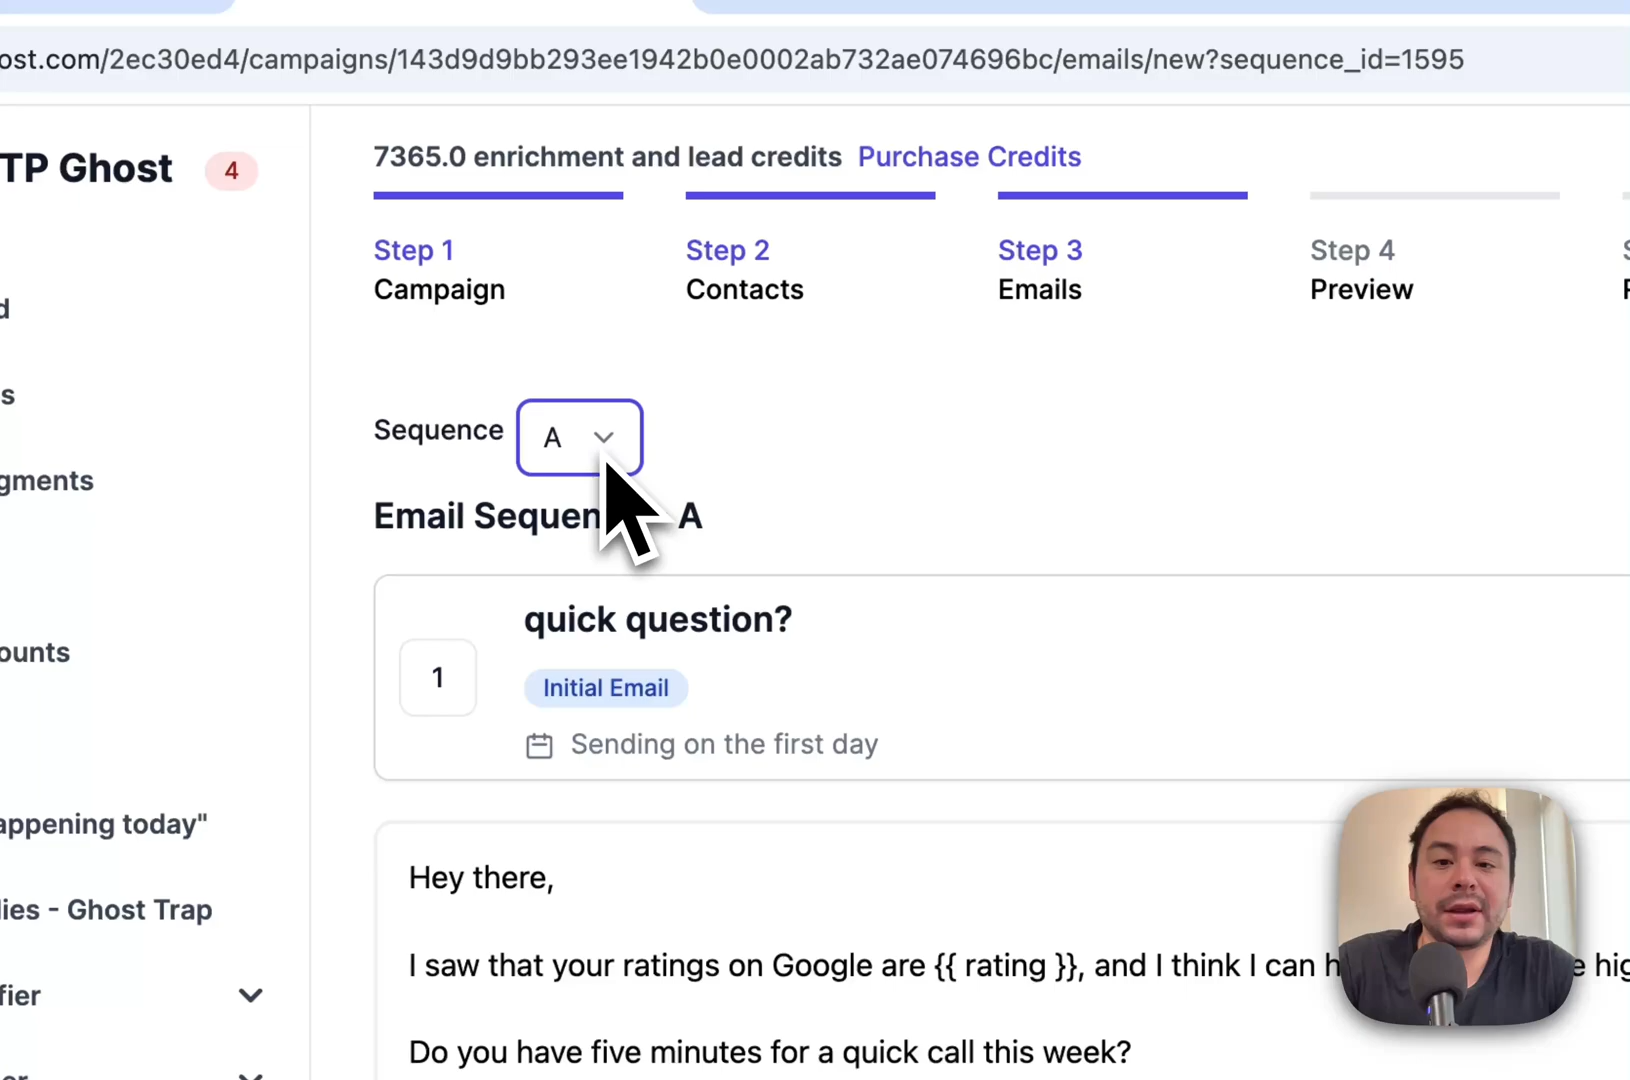 ost.com/2ec30ed4/campaigns/143d9d9bb293ee1942b0e0002ab732ae074696bc/emails/new?sequence_id=1595
TP Ghost 4
7365.0 enrichment and lead credits Purchase Credits
Step 1
Campaign
Step 2
Contacts
Step 3
Emails
Step 4
Preview
gments
ounts
appening today"
lies - Ghost Trap
fier
Sequence A
Email Sequen A
1
quick question?
Initial Email
Sending on the first day
Hey there,
I saw that your ratings on Google are {{ rating }}, and I think I can h e hig
Do you have five minutes for a quick call this week?